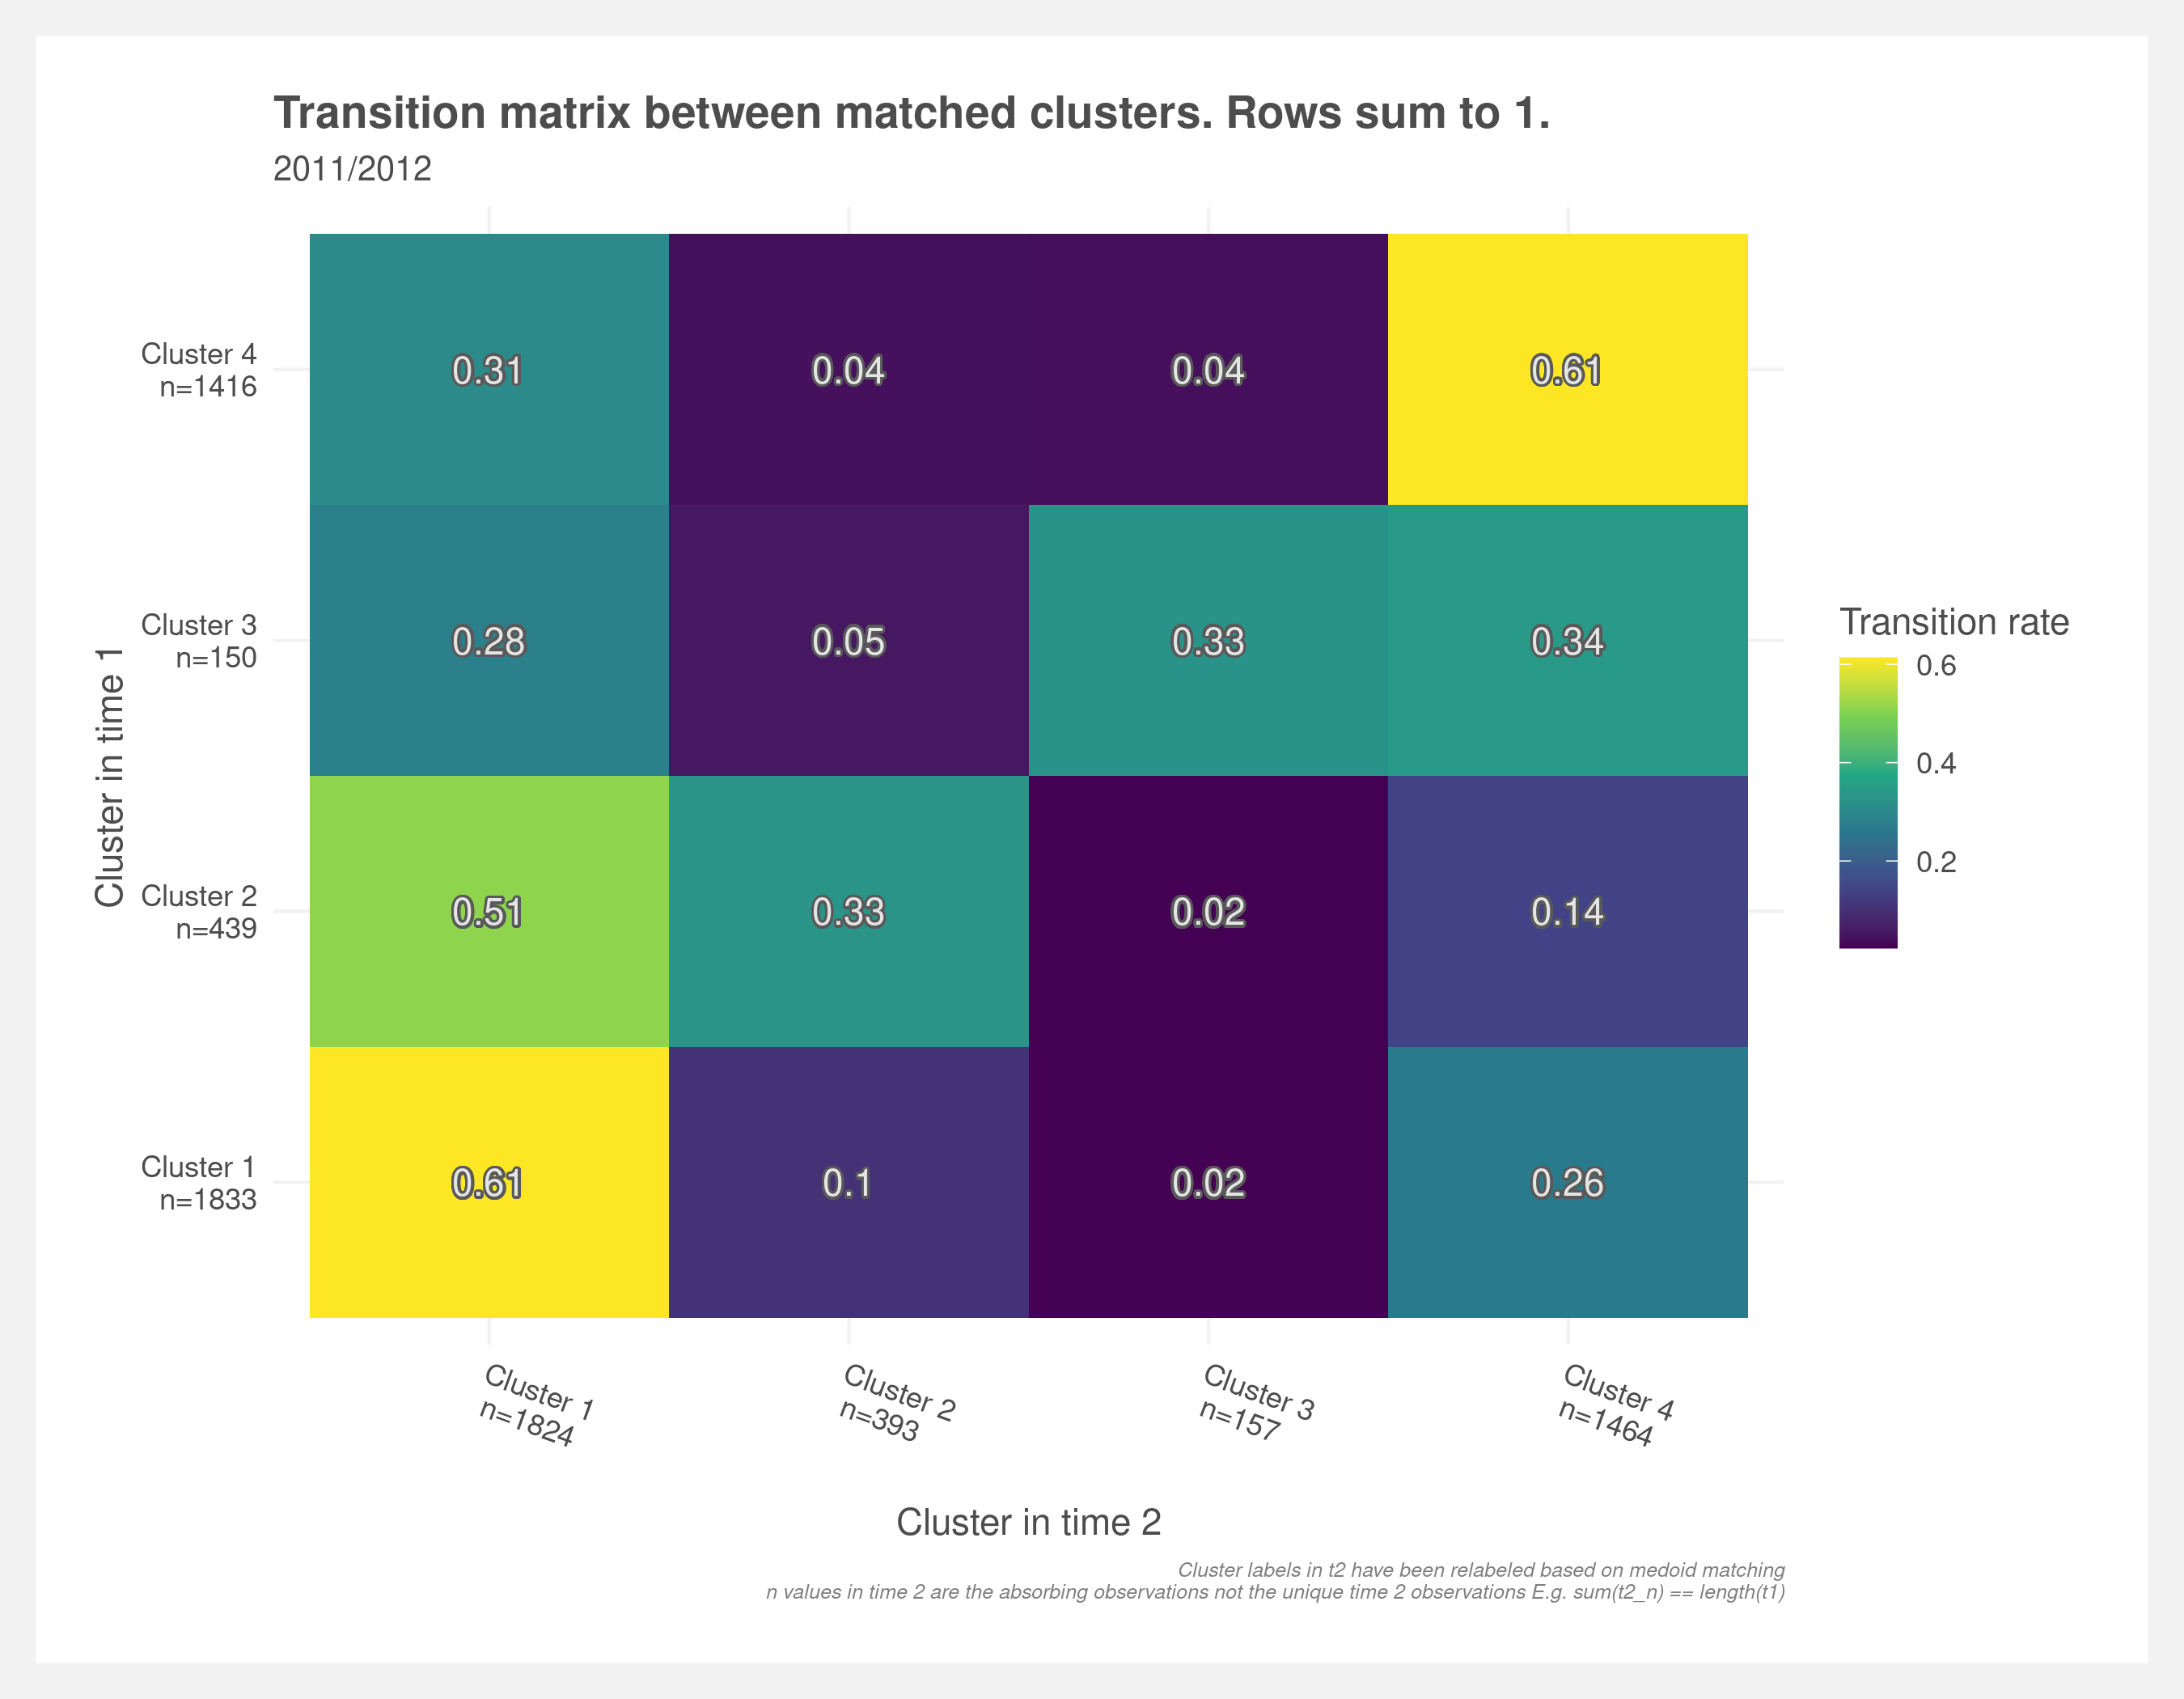 Transition matrix between matched clusters. Rows sum to 1.
2011/2012
Cluster in time 1
Cluster 4
n=1416
0.31 0.04 0.04 0.61
Cluster 3
n=150
0.28 0.05 0.33 0.34
Cluster 2
n=439
0.51 0.33 0.02 0.14
Cluster 1
n=1833
0.61 0.1 0.02 0.26
Cluster 1
n=1824
Cluster 2
n=393
Cluster 3
n=157
Cluster 4
n=1464
Cluster in time 2
Transition rate
0.6
0.4
0.2
Cluster labels in t2 have been relabeled based on medoid matching
n values in time 2 are the absorbing observations not the unique time 2 observations E.g. sum(t2_n) == length(t1)